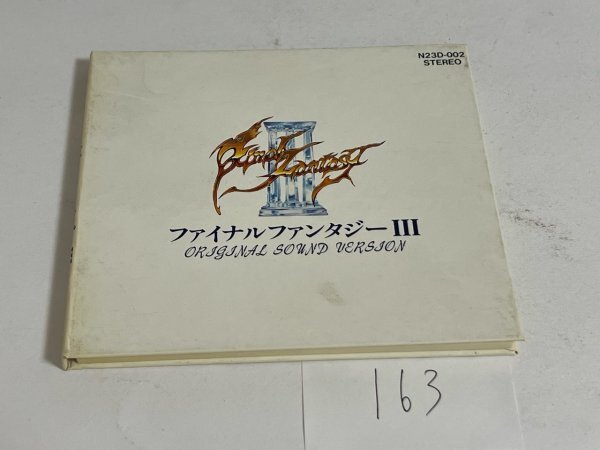 N23D-002
STEREO
Final Fantasy
III
ファイナルファンタジーIII
ORIGINAL SOUND VERSION
163